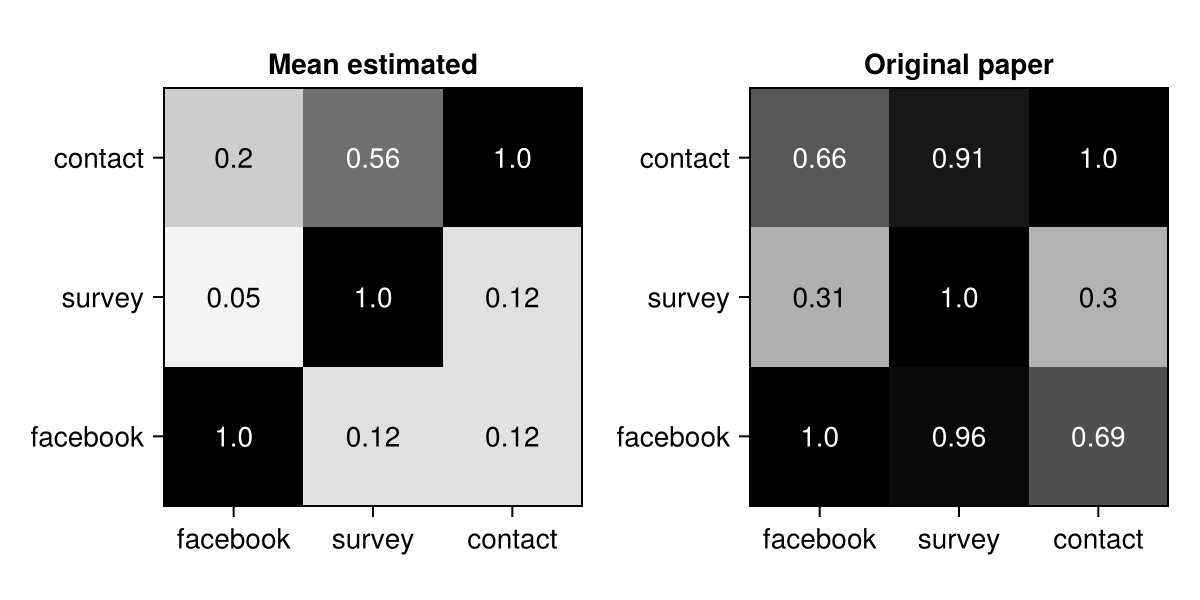 Mean estimated
contact
0.2 0.56 1.0
survey
0.05 1.0 0.12
facebook
1.0 0.12 0.12
facebook survey contact
Original paper
contact
0.66 0.91 1.0
survey
0.31 1.0 0.3
facebook
1.0 0.96 0.69
facebook survey contact